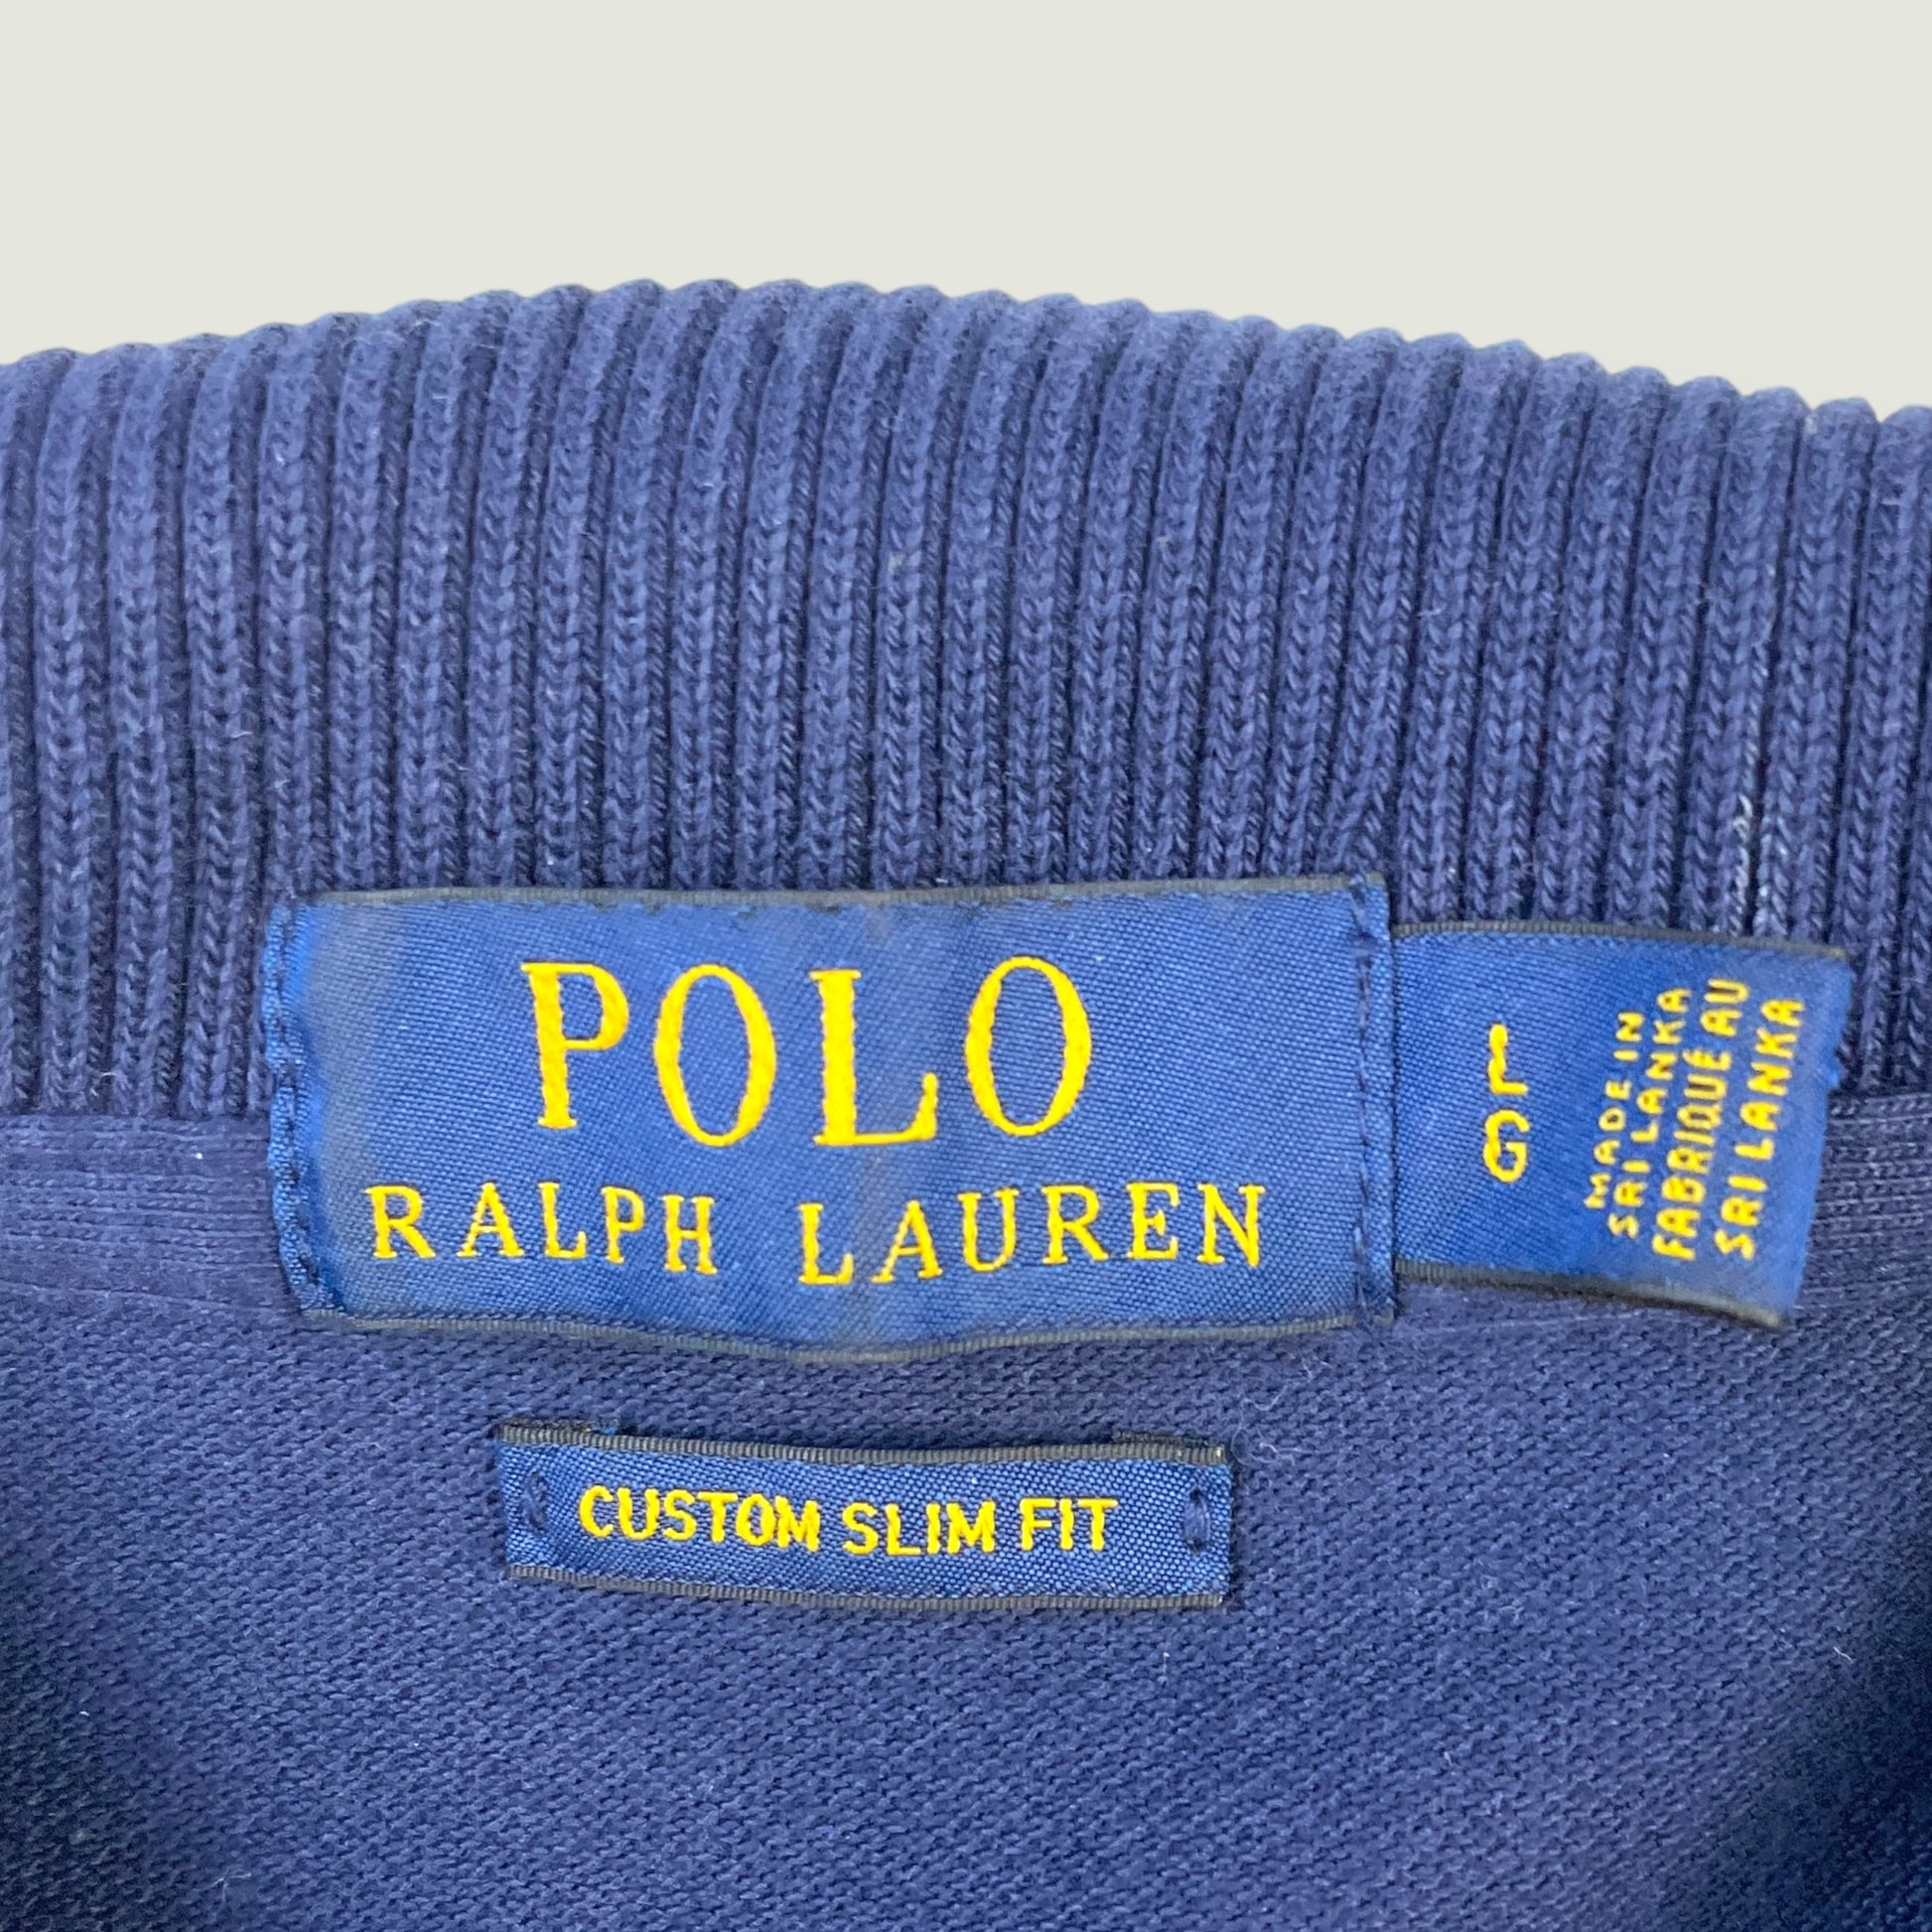 POLO
RALPH LAUREN
L
G
MADE IN
SRI LANKA
FABRIQUÉ AU
SRI LANKA
CUSTOM SLIM FIT